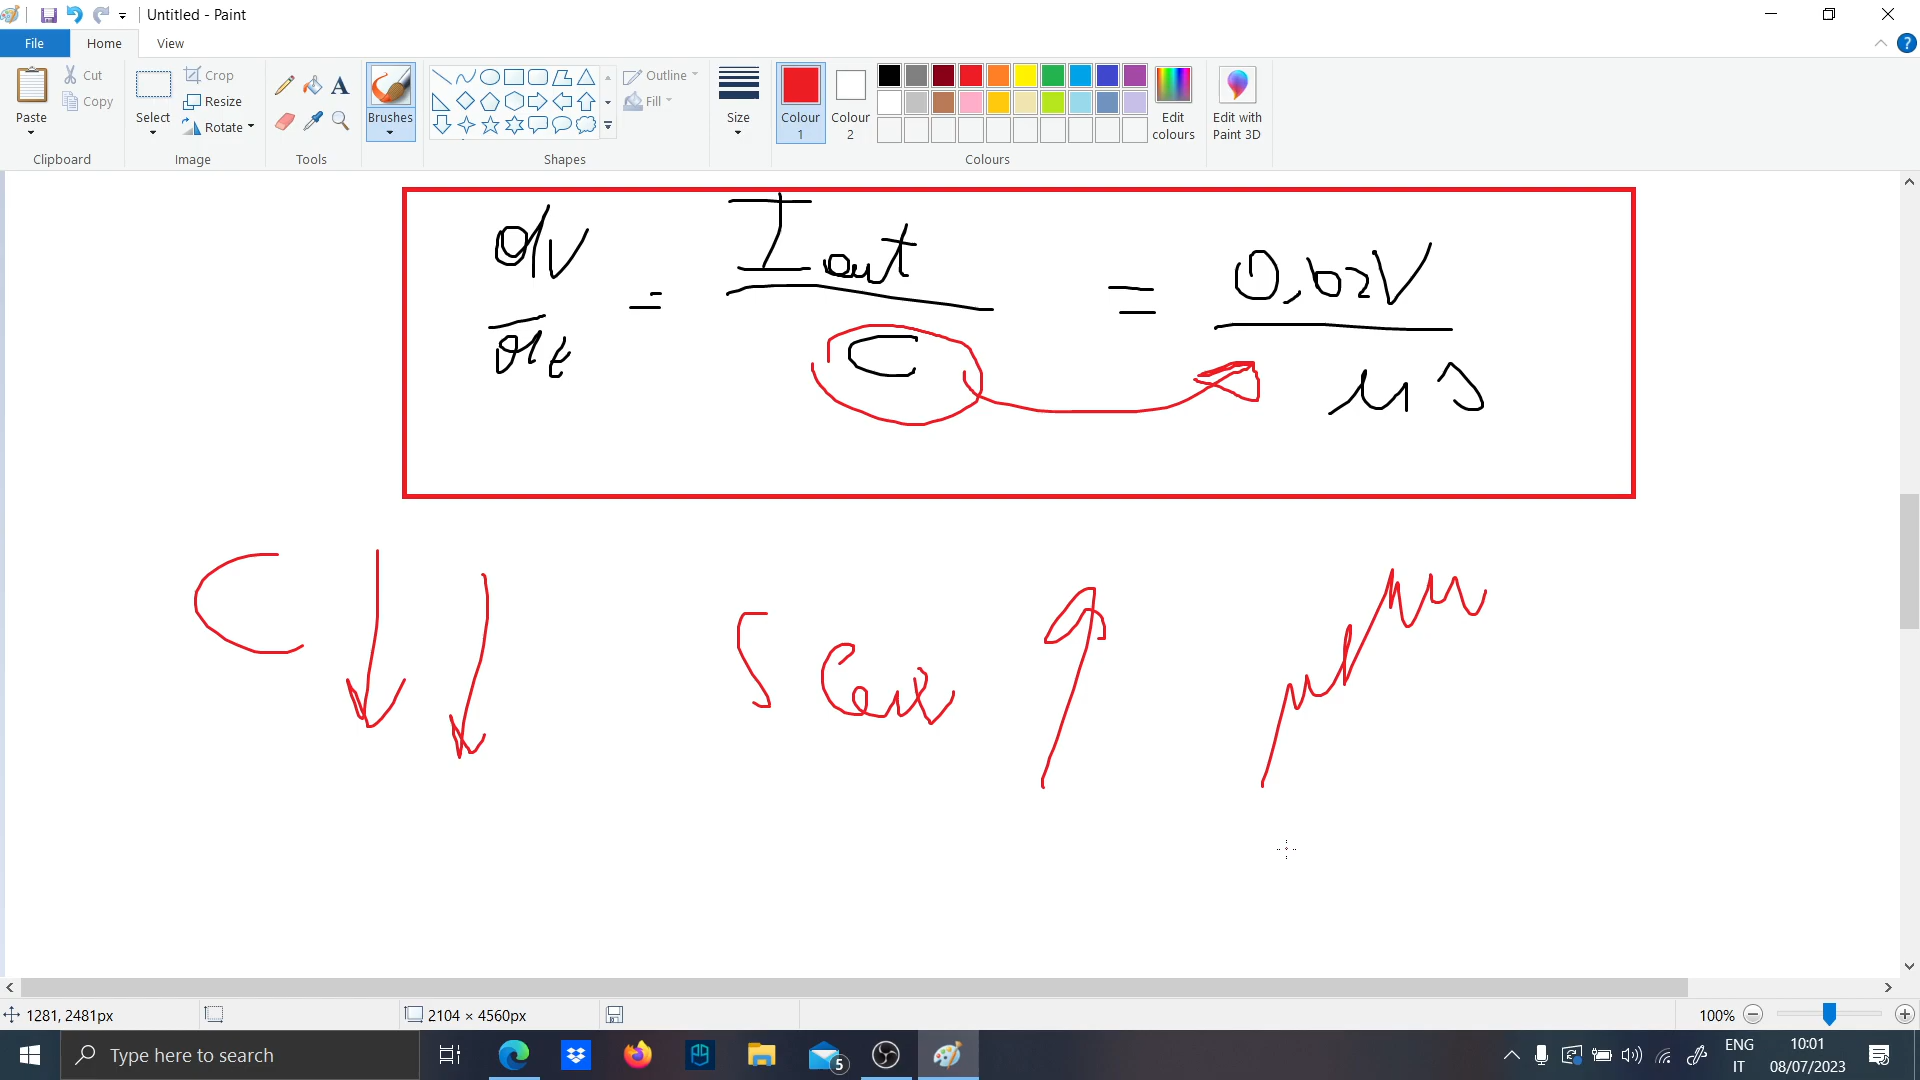 Untitled - Paint
File Home View
Paste
Cut
Copy
Clipboard
Select
Crop
Resize
Rotate
Image
A
Tools
Brushes
Outline
Fill
Shapes
Size
Colour 1
Colour 2
Colours
Edit colours
Edit with Paint 3D
?
dv/dt = Iout/C = 0,02V/μs
C
100%
1281, 2481px
2104 × 4560px
Type here to search
5
ENG
IT
10:01
08/07/2023